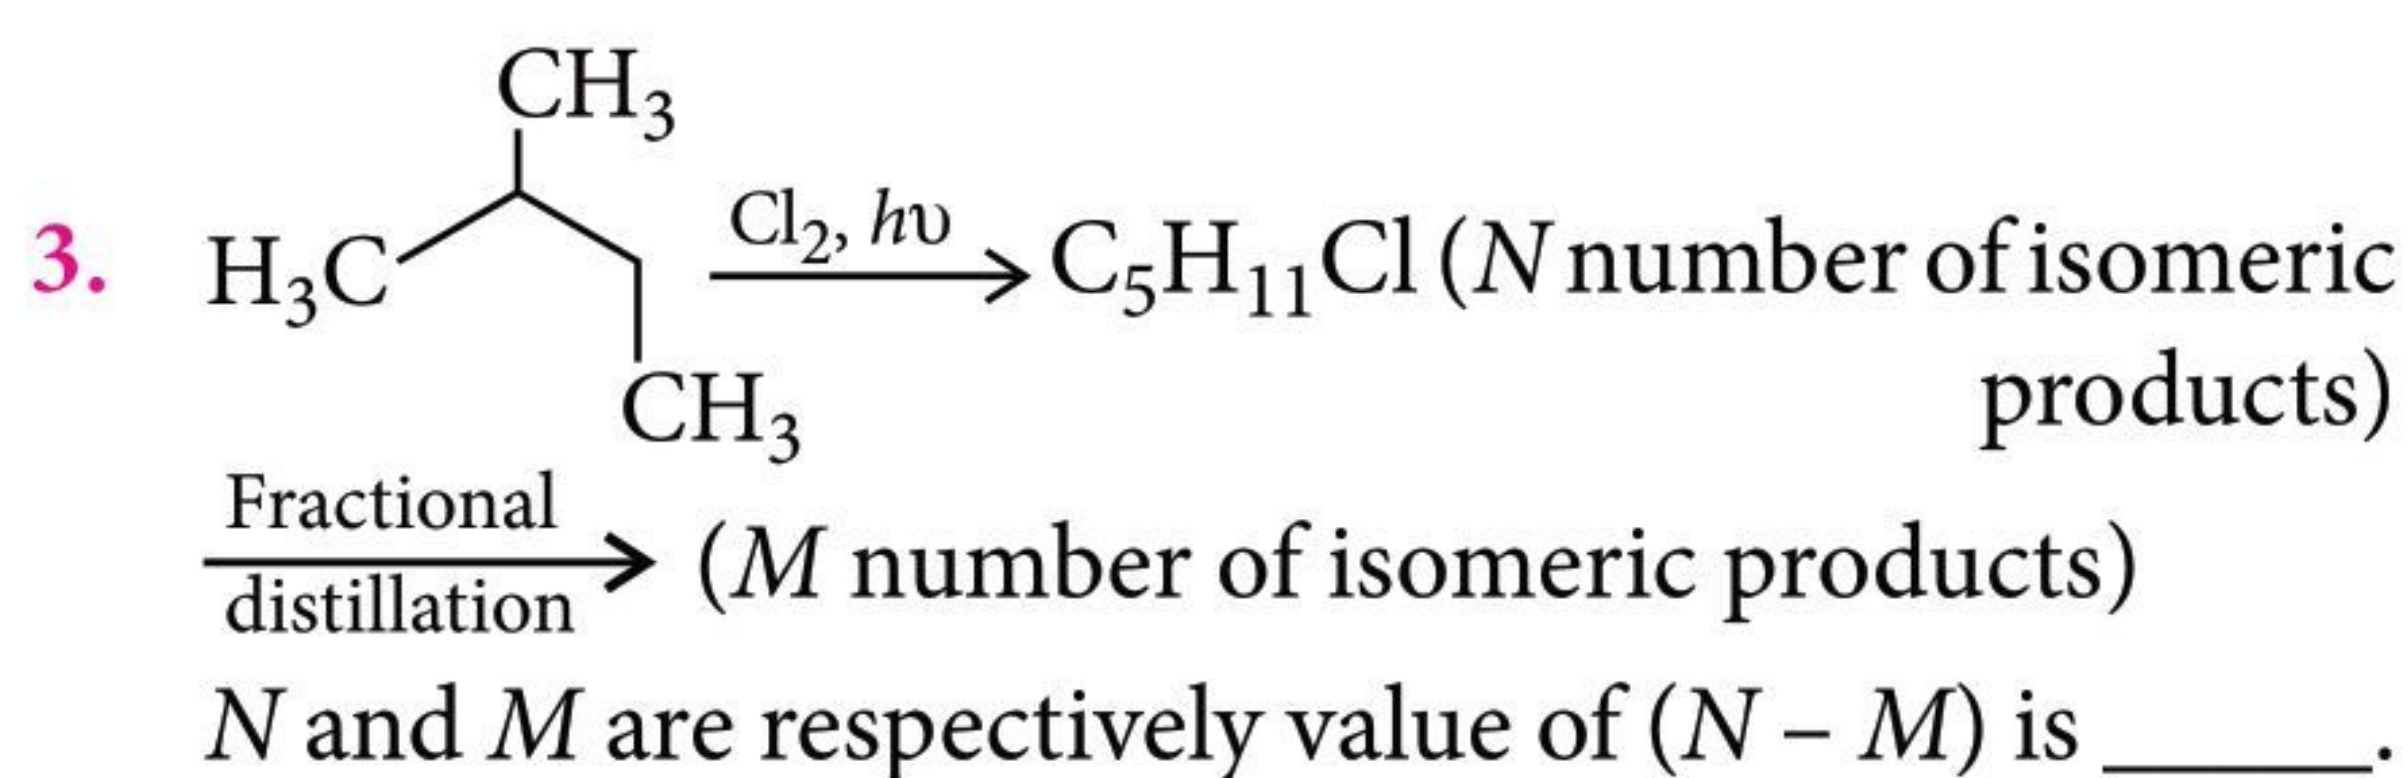 CH₃
3. H₃C Cl₂, hυ C₅H₁₁Cl (N number of isomeric
CH₃ products)
Fractional
distillation (M number of isomeric products)
N and M are respectively value of (N – M) is _____.